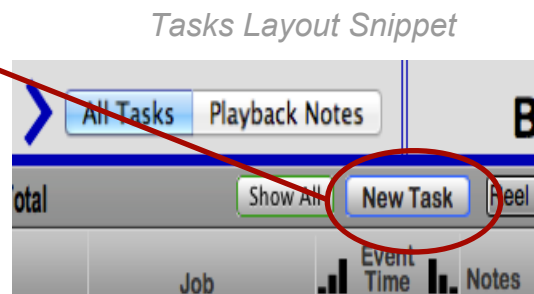 Tasks Layout Snippet
All Tasks Playback Notes B
otal Show All New Task Reel
Job Event Time Notes